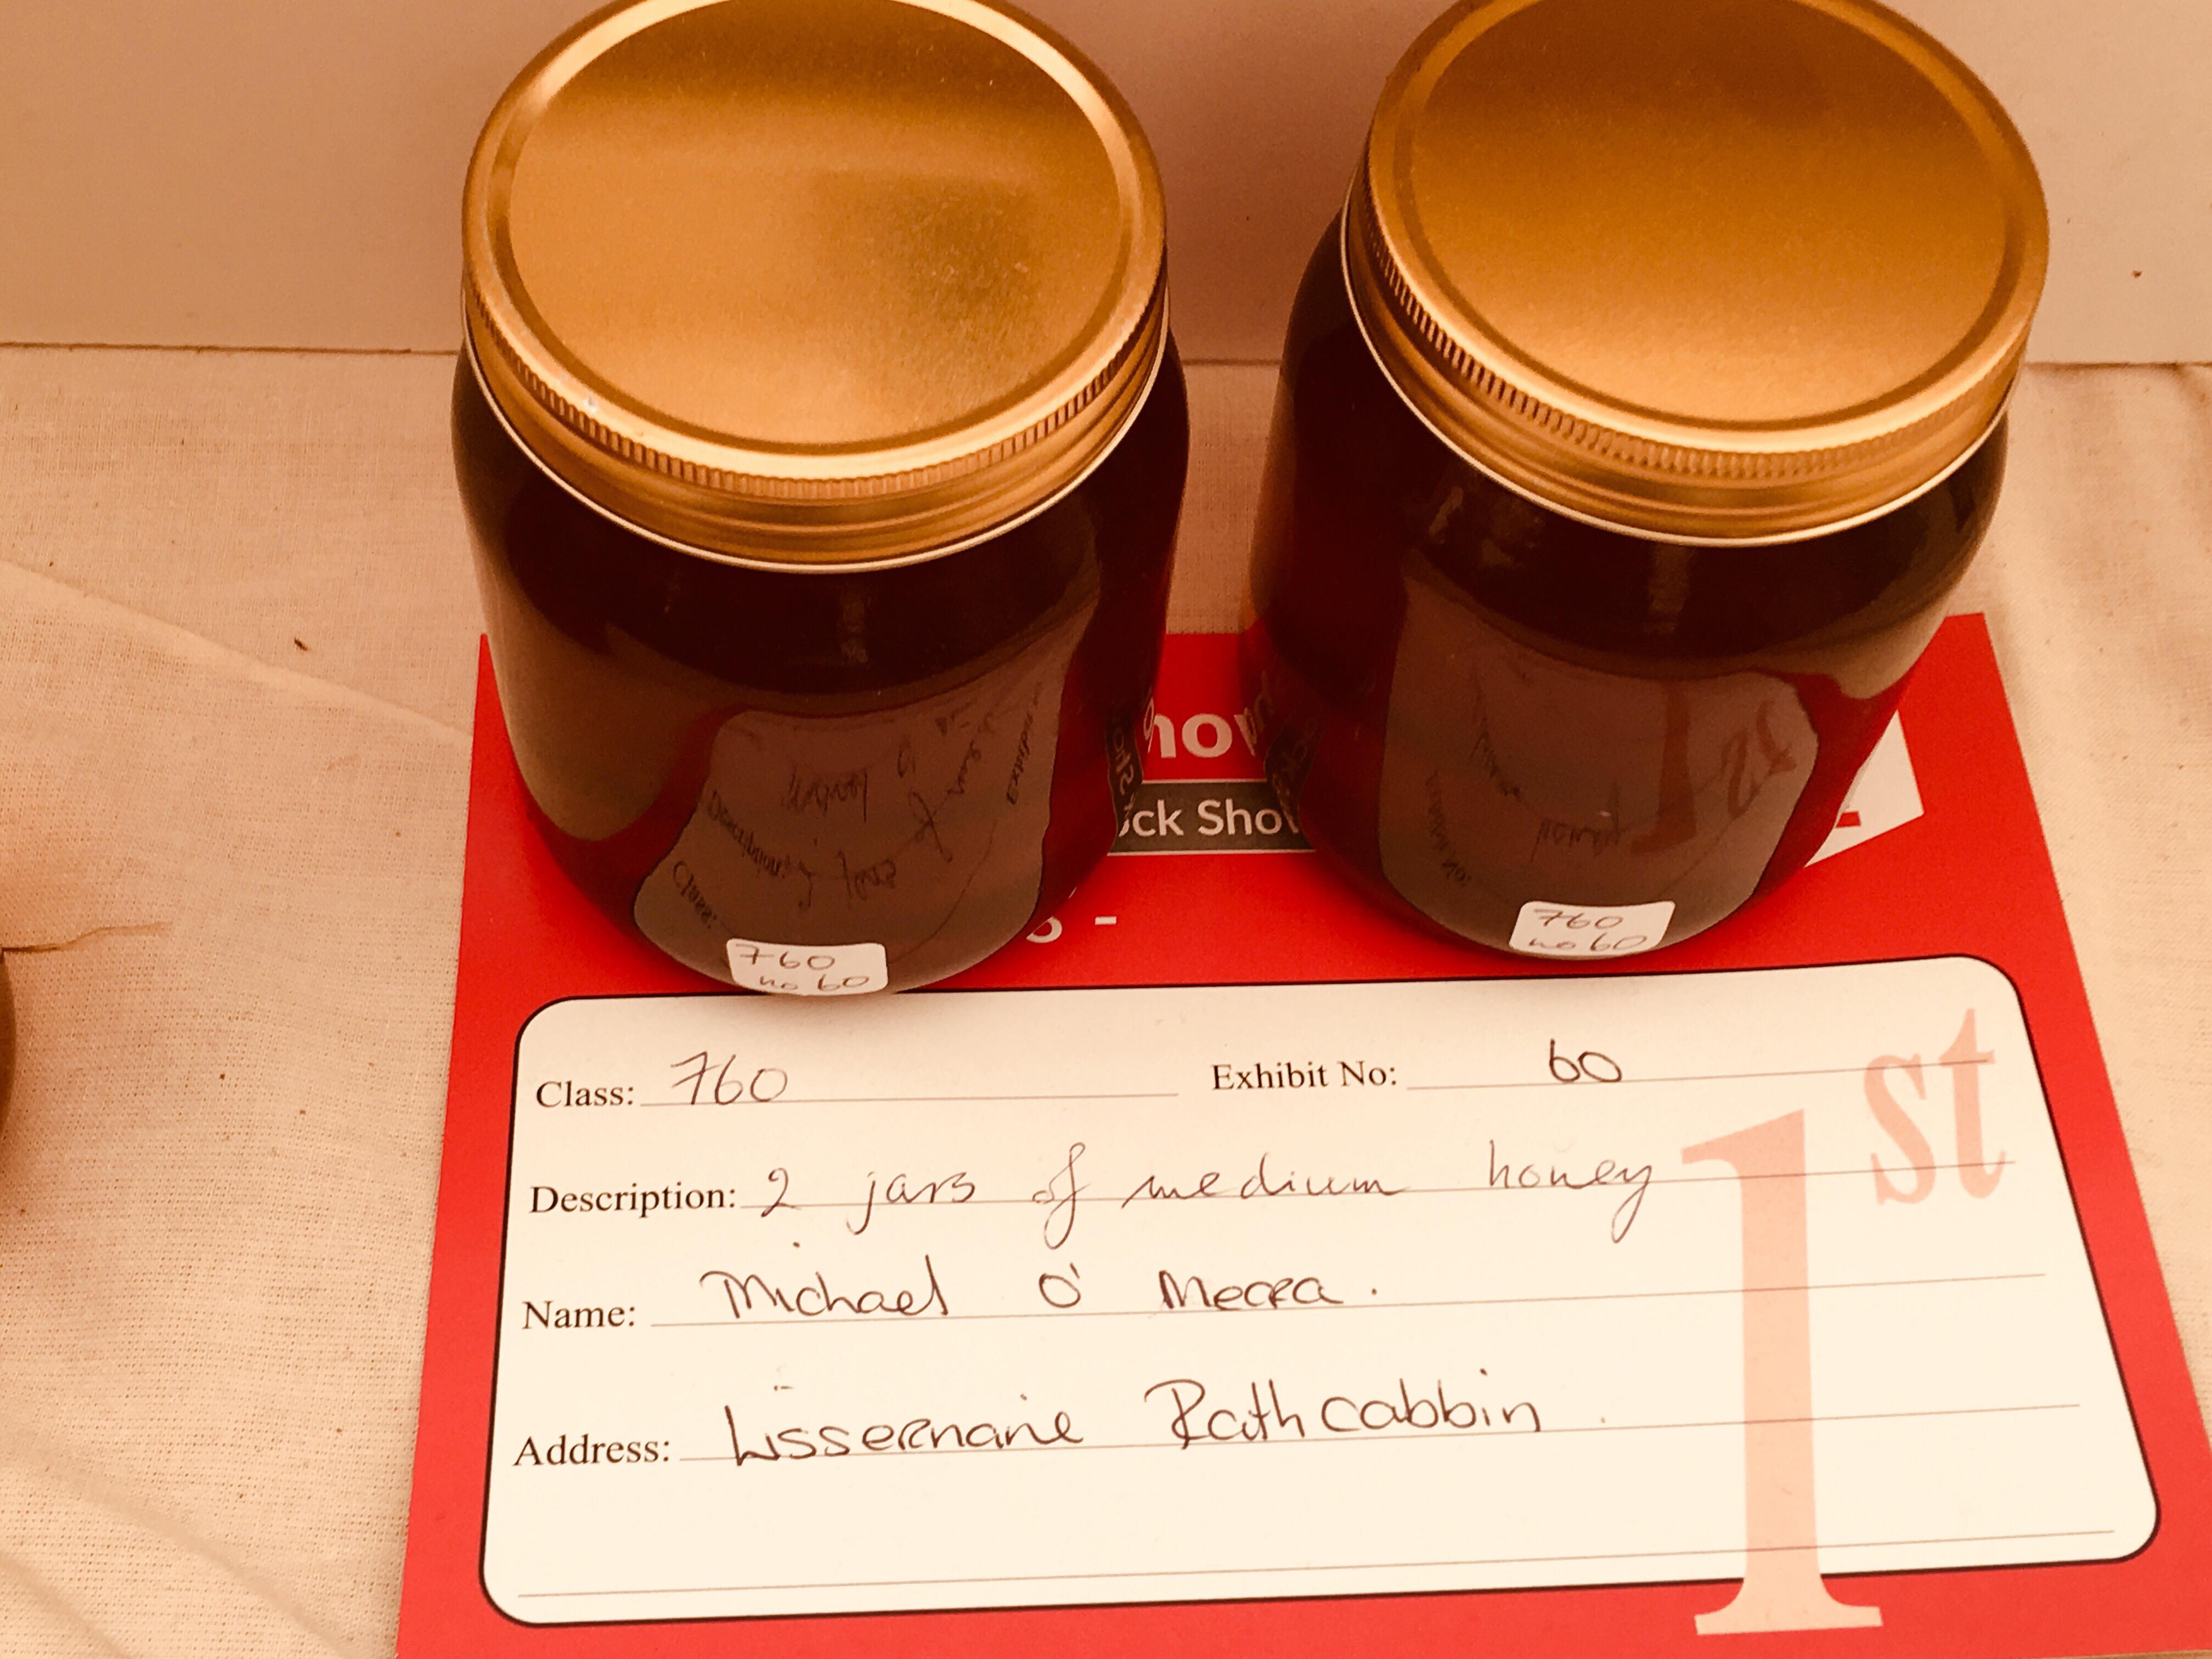 ck Show
760
no 60
760
no 60
Class: 760 Exhibit No: 60
1st
Description: 2 jars of medium honey
Name: Michael O' Meara.
Address: Lissernane Rathcabbin